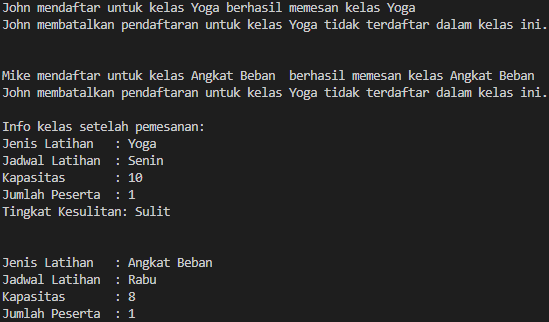 John mendaftar untuk kelas Yoga berhasil memesan kelas Yoga
John membatalkan pendaftaran untuk kelas Yoga tidak terdaftar dalam kelas ini.
Mike mendaftar untuk kelas Angkat Beban  berhasil memesan kelas Angkat Beban
John membatalkan pendaftaran untuk kelas Yoga tidak terdaftar dalam kelas ini.
Info kelas setelah pemesanan:
Jenis Latihan   : Yoga
Jadwal Latihan  : Senin
Kapasitas       : 10
Jumlah Peserta  : 1
Tingkat Kesulitan: Sulit
Jenis Latihan   : Angkat Beban
Jadwal Latihan  : Rabu
Kapasitas       : 8
Jumlah Peserta  : 1